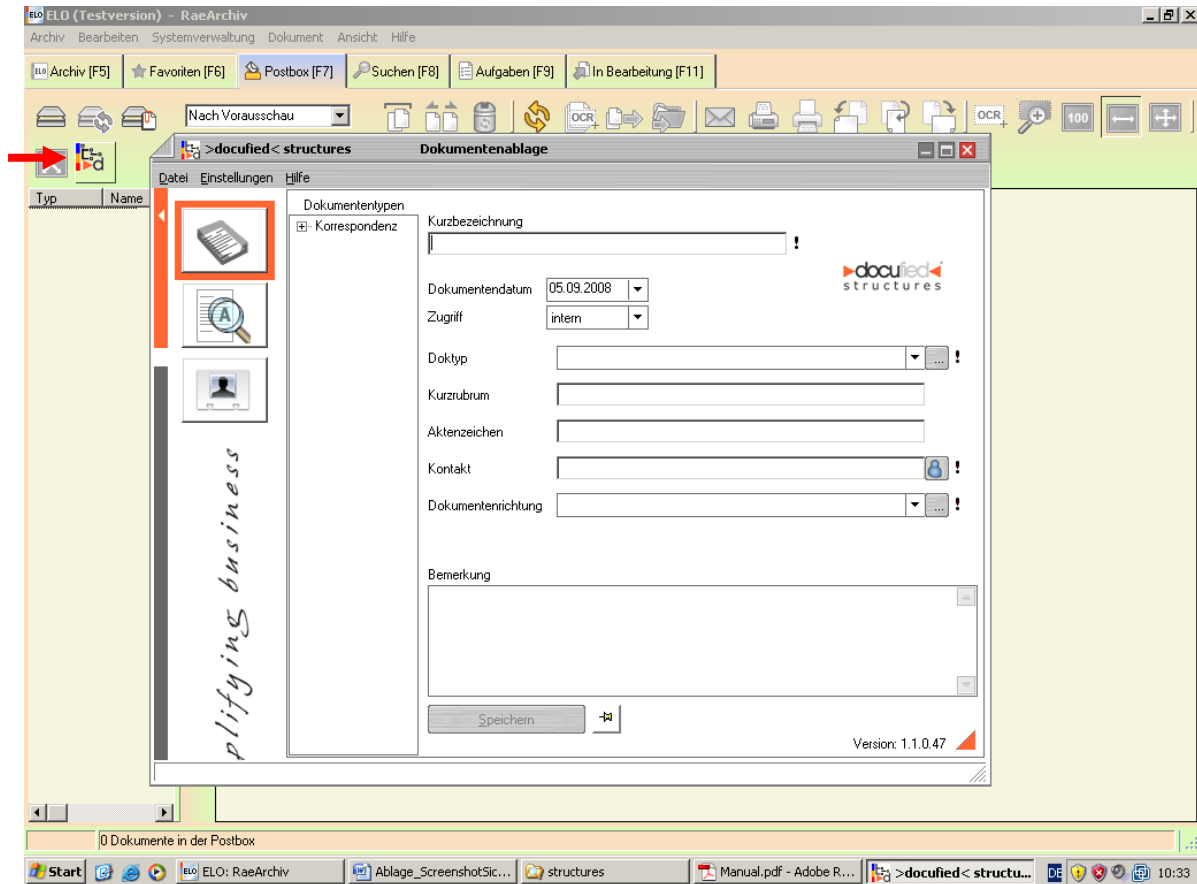 ELO ELO (Testversion) - RaeArchiv
Archiv Bearbeiten Systemverwaltung Dokument Ansicht Hilfe
ELO Archiv [F5] Favoriten [F6] Postbox [F7] Suchen [F8] Aufgaben [F9] In Bearbeitung [F11]
Nach Vorausschau OCR OCR 100
d >docufied< structures Dokumentenablage
Datei Einstellungen Hilfe
Typ Name
Dokumententypen
Korrespondenz
Kurzbezeichnung
!
docufied
structures
Dokumentendatum 05.09.2008
Zugriff intern
Doktyp ... !
Kurzrubrum
Aktenzeichen
Kontakt !
Dokumentenrichtung ... !
A
plifying business
Bemerkung
Speichern
Version: 1.1.0.47
0 Dokumente in der Postbox
Start ELO ELO: RaeArchiv Ablage_ScreenshotSic... structures Manual.pdf - Adobe R... d >docufied< structu... DE 10:33